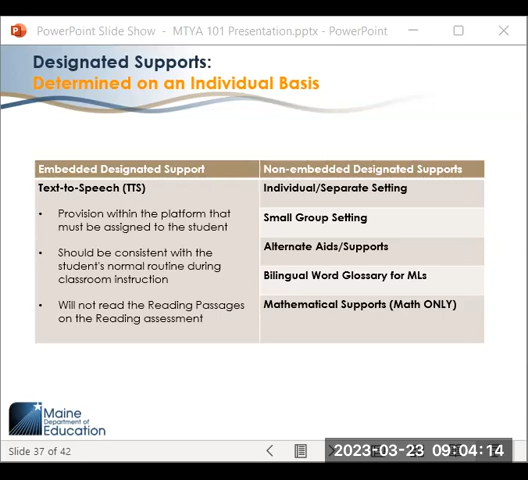 PowerPoint Slide Show - MTYA 101 Presentation.pptx - PowerPoint
Designated Supports:
Determined on an Individual Basis
Embedded Designated Support
Non-embedded Designated Supports
Text-to-Speech (TTS)
• Provision within the platform that
must be assigned to the student
• Should be consistent with the
student's normal routine during
classroom instruction
• Will not read the Reading Passages
on the Reading assessment
Individual/Separate Setting
Small Group Setting
Alternate Aids/Supports
Bilingual Word Glossary for MLs
Mathematical Supports (Math ONLY)
Maine
Department of
Education
Slide 37 of 42
2023-03-23 09:04:14